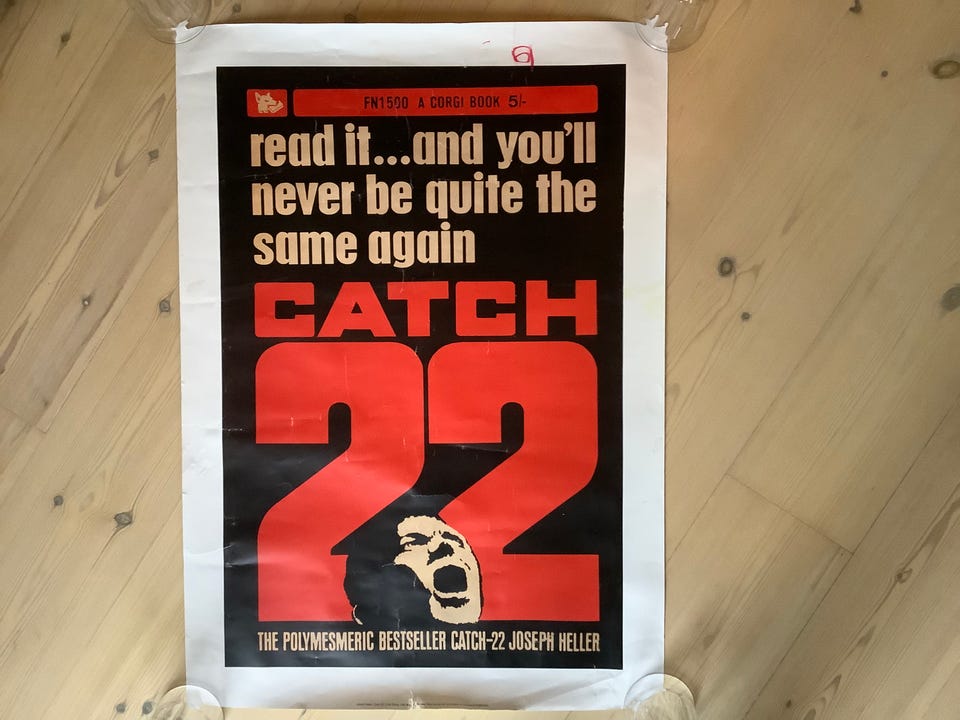 FN1500 A CORGI BOOK 5/-
read it...and you'll
never be quite the
same again
CATCH
22
THE POLYMESMERIC BESTSELLER CATCH-22 JOSEPH HELLER